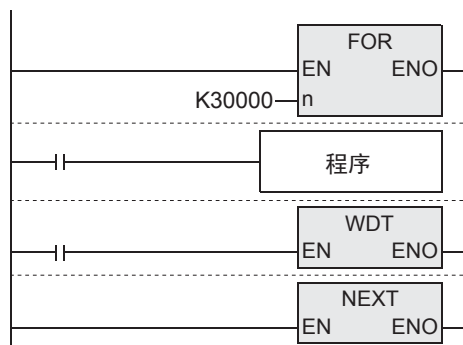 FOR
EN ENO
K30000 n
程序
WDT
EN ENO
NEXT
EN ENO